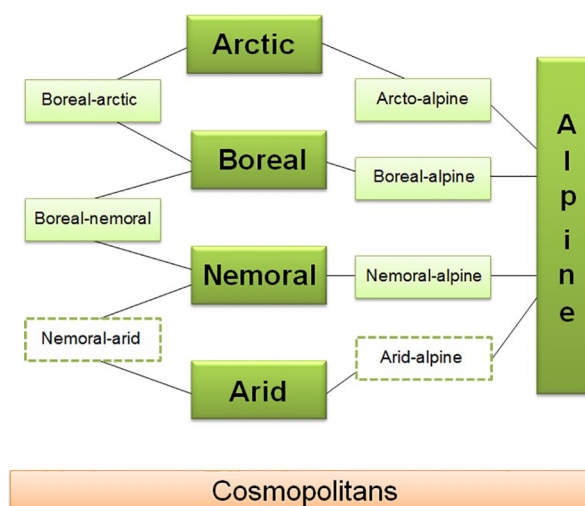 Arctic
Boreal-arctic
Arcto-alpine
Boreal
Boreal-alpine
Boreal-nemoral
Nemoral
Nemoral-alpine
Nemoral-arid
Arid-alpine
Arid
A
l
p
i
n
e
Cosmopolitans